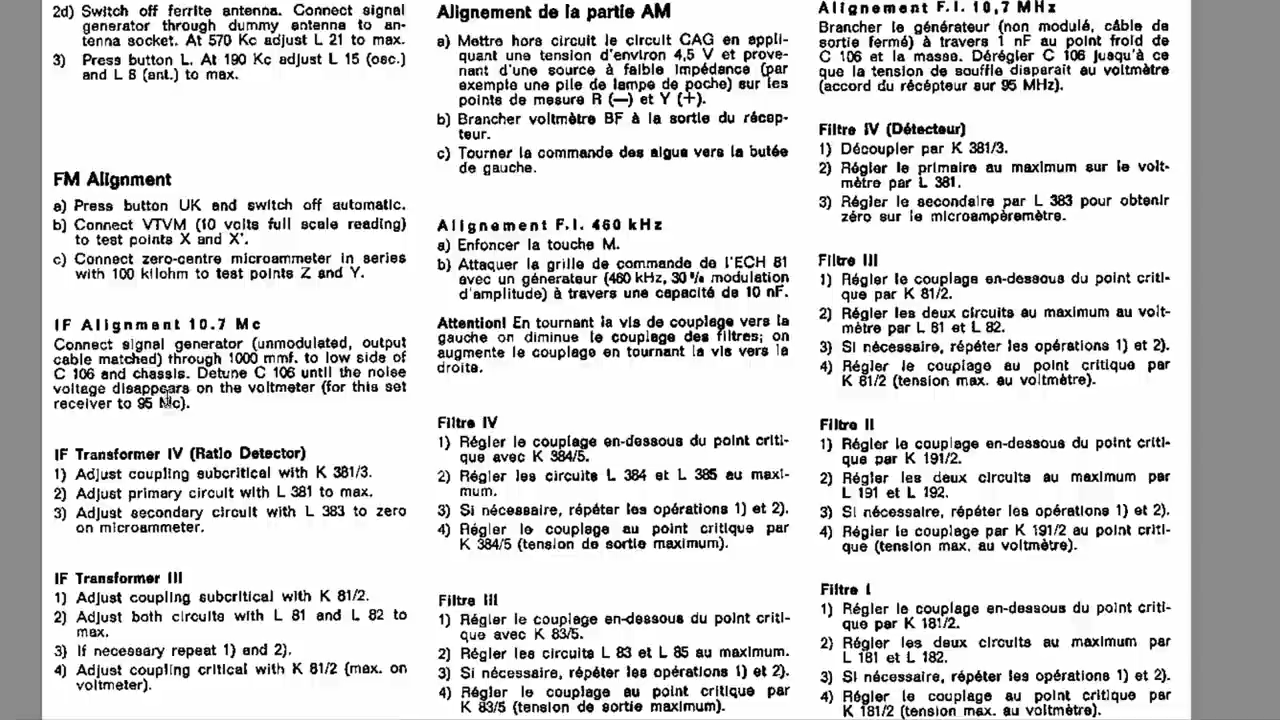 2d) Switch off ferrite antenna. Connect signal
generator through dummy antenna to an-
tenna socket. At 570 Kc adjust L 21 to max.
3) Press button L. At 190 Kc adjust L 15 (osc.)
and L 8 (ant.) to max.
FM Alignment
a) Press button UK and switch off automatic.
b) Connect VTVM (10 volts full scale reading)
to test points X and X'.
c) Connect zero-centre microammeter in series
with 100 kilohm to test points Z and Y.
IF Alignment 10.7 Mc
Connect signal generator (unmodulated, output
cable matched) through 1000 mmf. to low side of
C 106 and chassis. Detune C 106 until the noise
voltage disappears on the voltmeter (for this set
receiver to 95 Mc).
IF Transformer IV (Ratio Detector)
1) Adjust coupling subcritical with K 381/3.
2) Adjust primary circuit with L 381 to max.
3) Adjust secondary circuit with L 383 to zero
on microammeter.
IF Transformer III
1) Adjust coupling subcritical with K 81/2.
2) Adjust both circuits with L 81 and L 82 to
max.
3) If necessary repeat 1) and 2).
4) Adjust coupling critical with K 81/2 (max. on
voltmeter).
Alignement de la partie AM
a) Mettre hors circuit le circuit CAG en appli-
quant une tension d'environ 4,5 V et prove-
nant d'une source à faible impédance (par
exemple une pile de lampe de poche) sur les
points de mesure R (—) et Y (+).
b) Brancher voltmètre BF à la sortie du récep-
teur.
c) Tourner la commande des aigue vers la butée
de gauche.
Alignement F.I. 460 kHz
a) Enfoncer la touche M.
b) Attaquer la grille de commande de l'ECH 81
avec un générateur (460 kHz, 30 % modulation
d'amplitude) à travers une capacité de 10 nF.
Attention! En tournant la vis de couplage vers la
gauche on diminue le couplage des filtres; on
augmente le couplage en tournant la vis vers la
droite.
Filtre IV
1) Régler le couplage en-dessous du point criti-
que avec K 384/5.
2) Régler les circuits L 384 et L 385 au maxi-
mum.
3) Si nécessaire, répéter les opérations 1) et 2).
4) Régler le couplage au point critique par
K 384/5 (tension de sortie maximum).
Filtre III
1) Régler le couplage en-dessous du point criti-
que avec K 83/5.
2) Régler les circuits L 83 et L 85 au maximum.
3) Si nécessaire, répéter les opérations 1) et 2).
4) Régler le couplage au point critique par
K 83/5 (tension de sortie maximum).
Alignement F.I. 10,7 MHz
Brancher le générateur (non modulé, câble de
sortie fermé) à travers 1 nF au point froid de
C 106 et la masse. Dérégler C 106 jusqu'à ce
que la tension de souffle disparait au voltmètre
(accord du récépteur sur 95 MHz).
Filtre IV (Détecteur)
1) Découpler par K 381/3.
2) Régler le primaire au maximum sur le volt-
mètre par L 381.
3) Régler le secondaire par L 383 pour obtenir
zéro sur le microampèremètre.
Filtre III
1) Régler le couplage en-dessous du point criti-
que par K 81/2.
2) Régler les deux circuits au maximum au volt-
mètre par L 81 et L 82.
3) Si nécessaire, répéter les opérations 1) et 2).
4) Régler le couplage au point critique par
K 81/2 (tension max. au voltmètre).
Filtre II
1) Régler le couplage en-dessous du point criti-
que par K 191/2.
2) Régler les deux circuits au maximum par
L 191 et L 192.
3) Si nécessaire, répéter les opérations 1) et 2).
4) Régler le couplage par K 191/2 au point criti-
que (tension max. au voltmètre).
Filtre I
1) Régler le couplage en-dessous du point criti-
que par K 181/2.
2) Régler les deux circuits au maximum par
L 181 et L 182.
3) Si nécessaire, répéter les opérations 1) et 2).
4) Régler le couplage au point critique par
K 181/2 (tension max. au voltmètre).